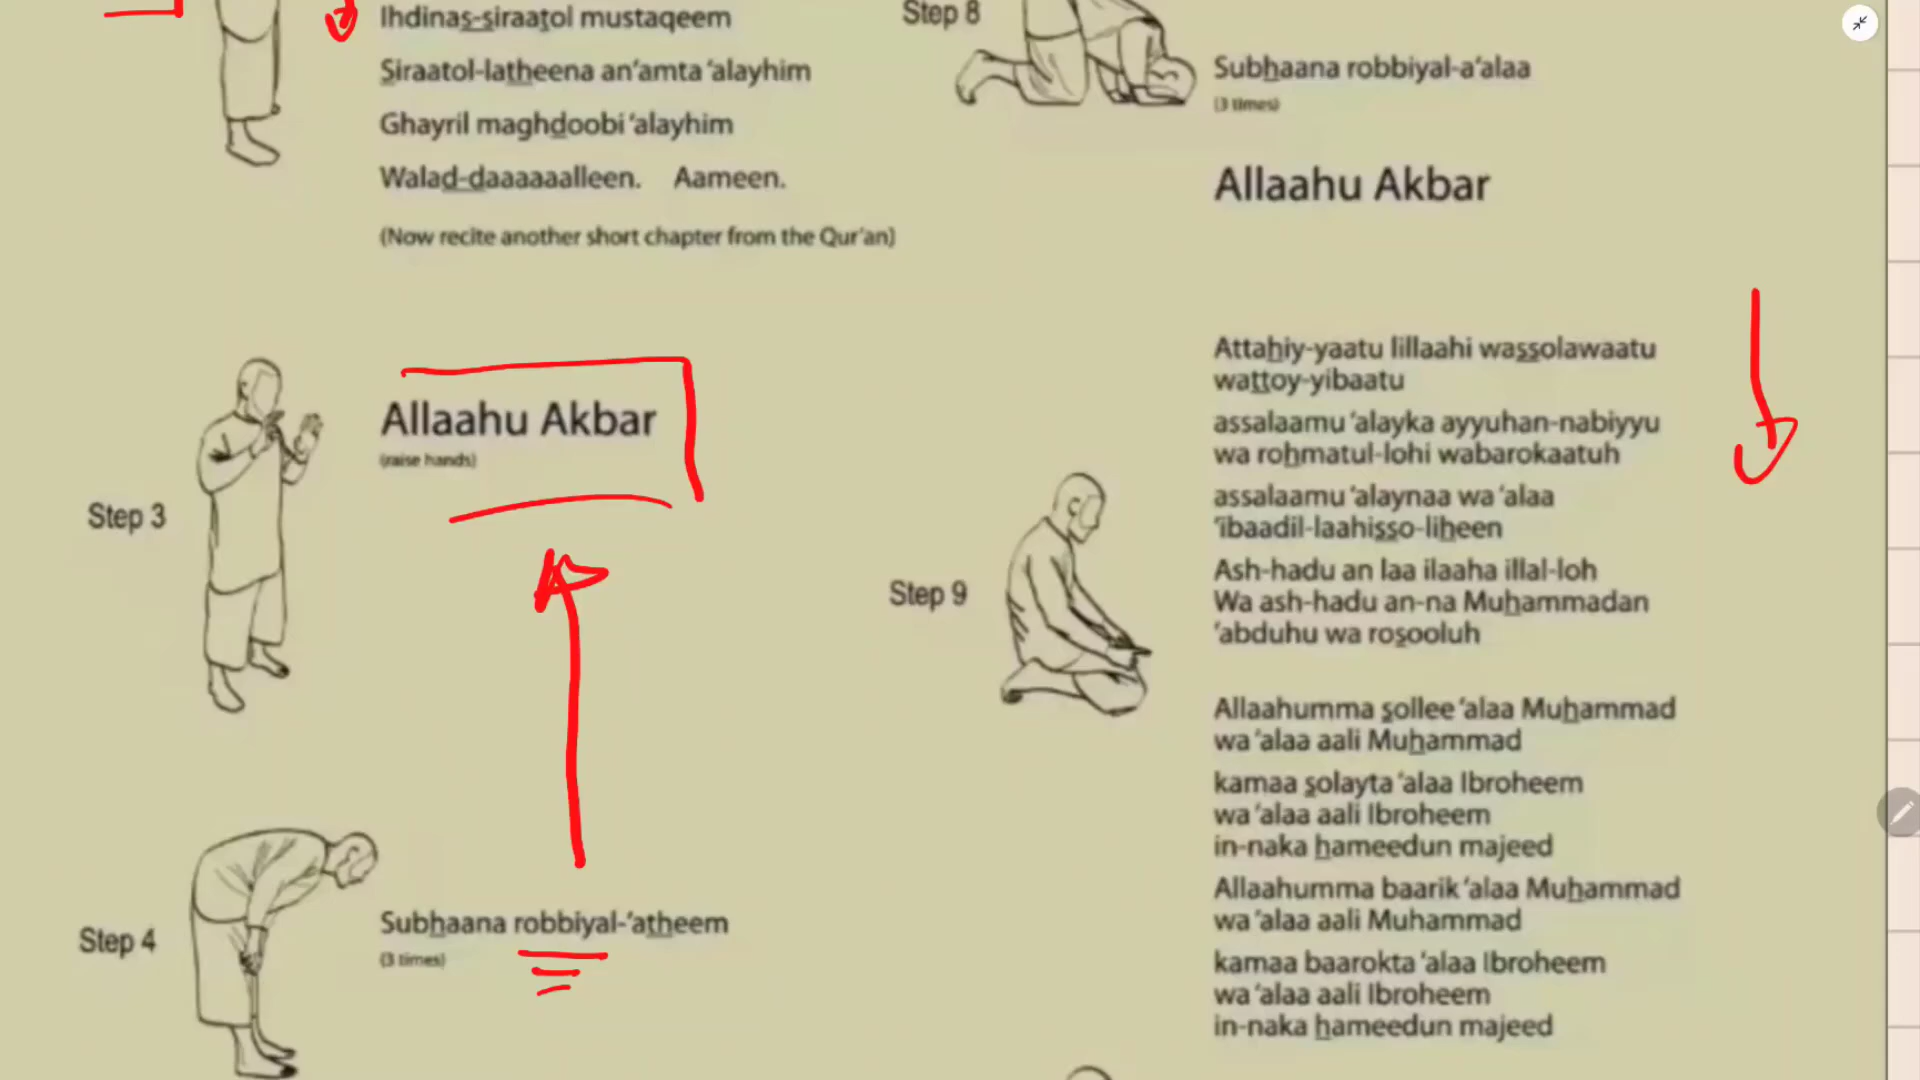 Ihdinas-siraatol mustaqeem
Siraatol-latheena an'amta 'alayhim
Ghayril maghdoobi 'alayhim
Walad-daaaaaalleen. Aameen.
(Now recite another short chapter from the Qur'an)
Step 3
Allaahu Akbar
(raise hands)
Step 4
Subhaana robbiyal-'atheem
(3 times)
Step 8
Subhaana robbiyal-a'alaa
(3 times)
Allaahu Akbar
Step 9
Attahiy-yaatu lillaahi wassolawaatu
wattoy-yibaatu
assalaamu 'alayka ayyuhan-nabiyyu
wa rohmatul-lohi wabarokaatuh
assalaamu 'alaynaa wa 'alaa
'ibaadil-laahisso-liheen
Ash-hadu an laa ilaaha illal-loh
Wa ash-hadu an-na Muhammadan
'abduhu wa rosooluh
Allaahumma sollee 'alaa Muhammad
wa 'alaa aali Muhammad
kamaa solayta 'alaa Ibroheem
wa 'alaa aali Ibroheem
in-naka hameedun majeed
Allaahumma baarik 'alaa Muhammad
wa 'alaa aali Muhammad
kamaa baarokta 'alaa Ibroheem
wa 'alaa aali Ibroheem
in-naka hameedun majeed